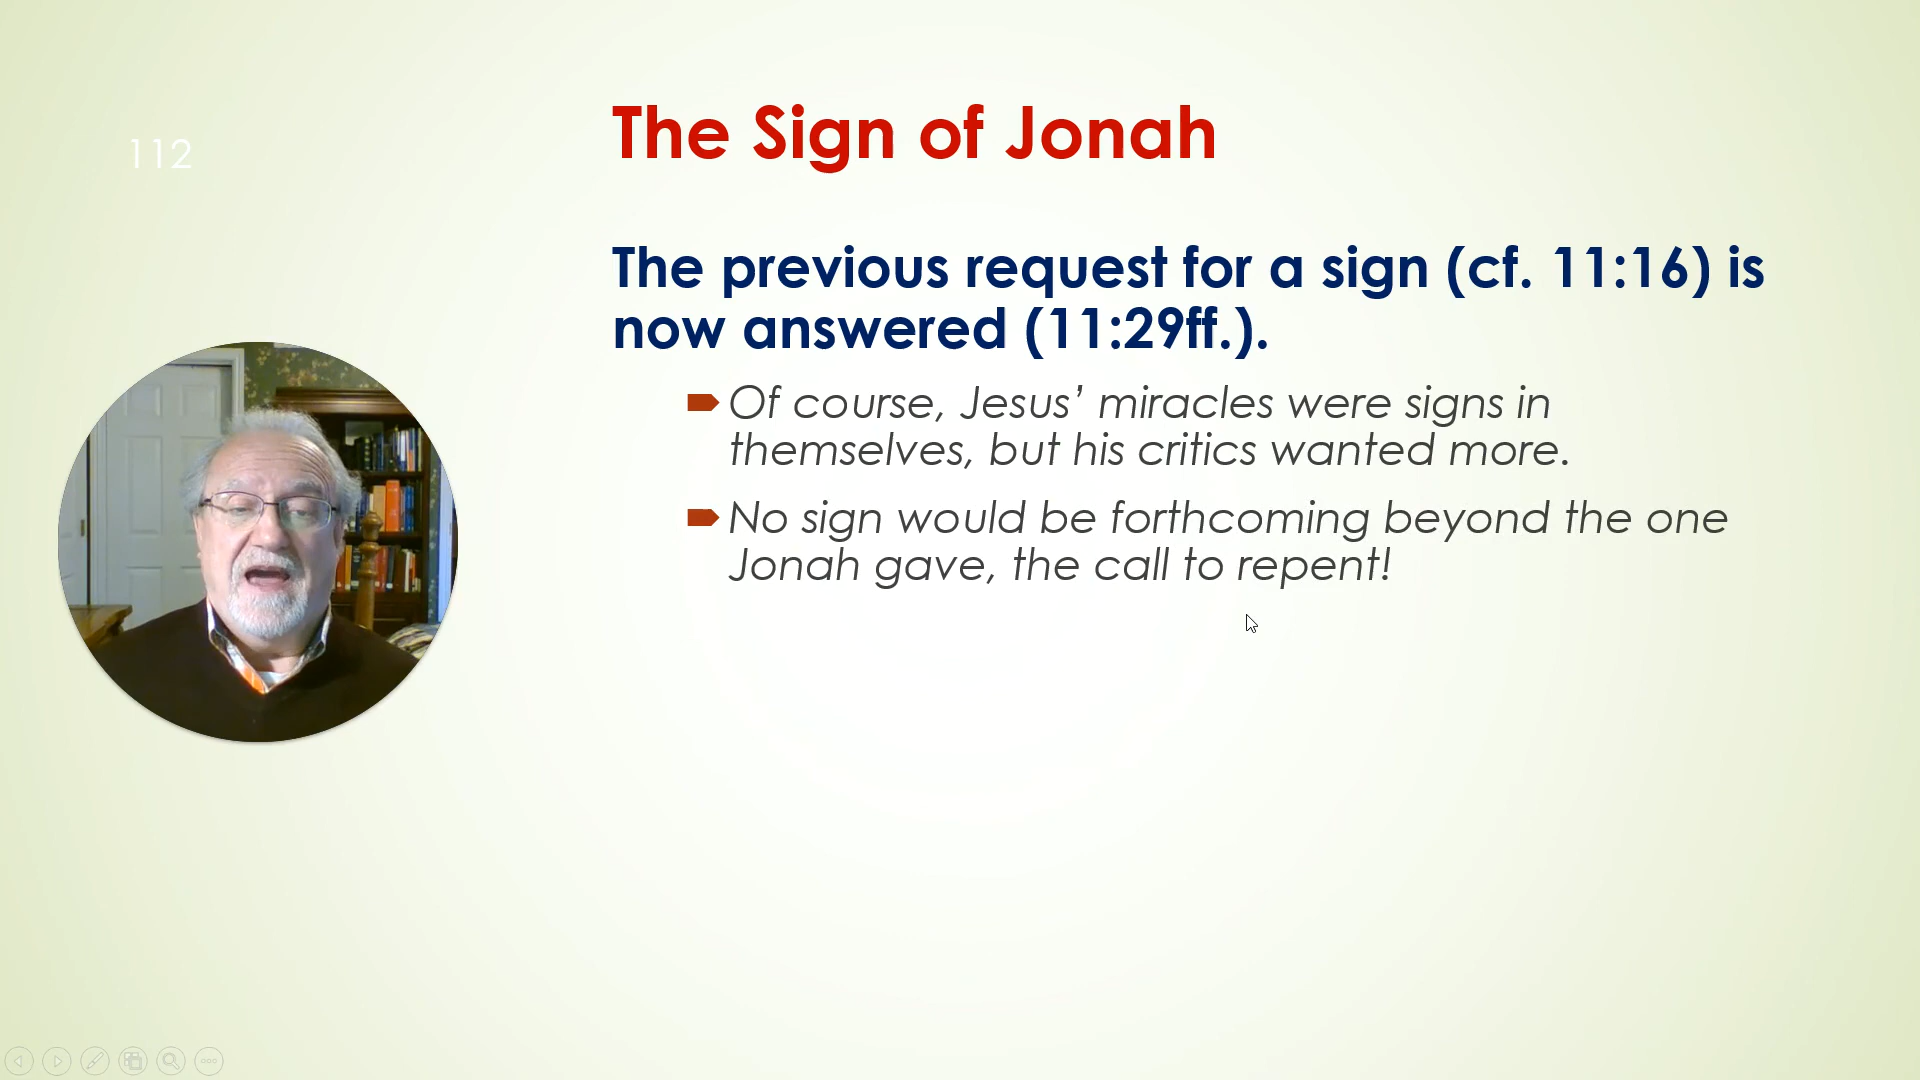 112
The Sign of Jonah
The previous request for a sign (cf. 11:16) is
now answered (11:29ff.).
Of course, Jesus’ miracles were signs in
themselves, but his critics wanted more.
No sign would be forthcoming beyond the one
Jonah gave, the call to repent!